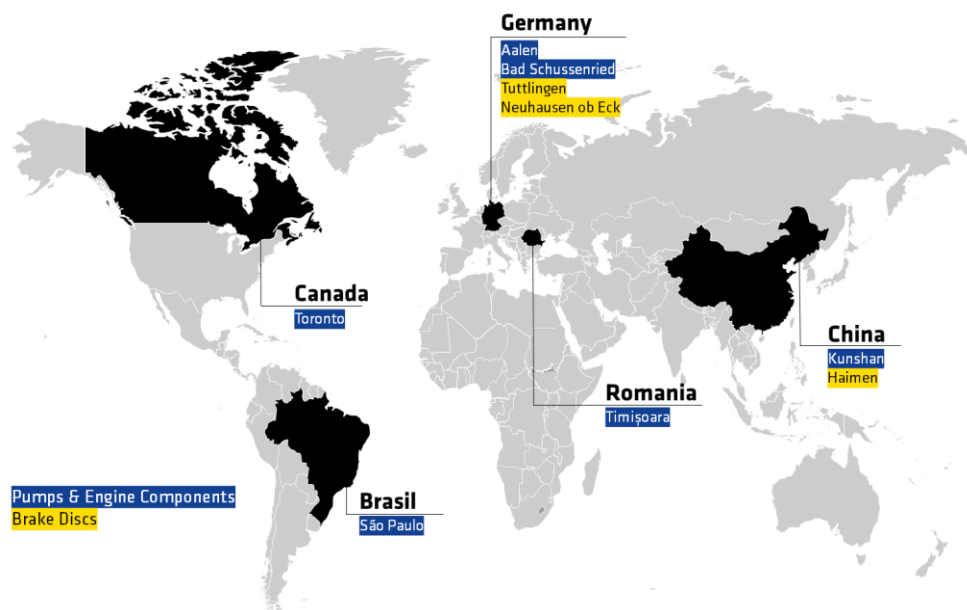 Germany
Aalen
Bad Schussenried
Tuttlingen
Neuhausen ob Eck
Canada
Toronto
China
Kunshan
Haimen
Romania
Timișoara
Pumps & Engine Components
Brake Discs
Brasil
São Paulo